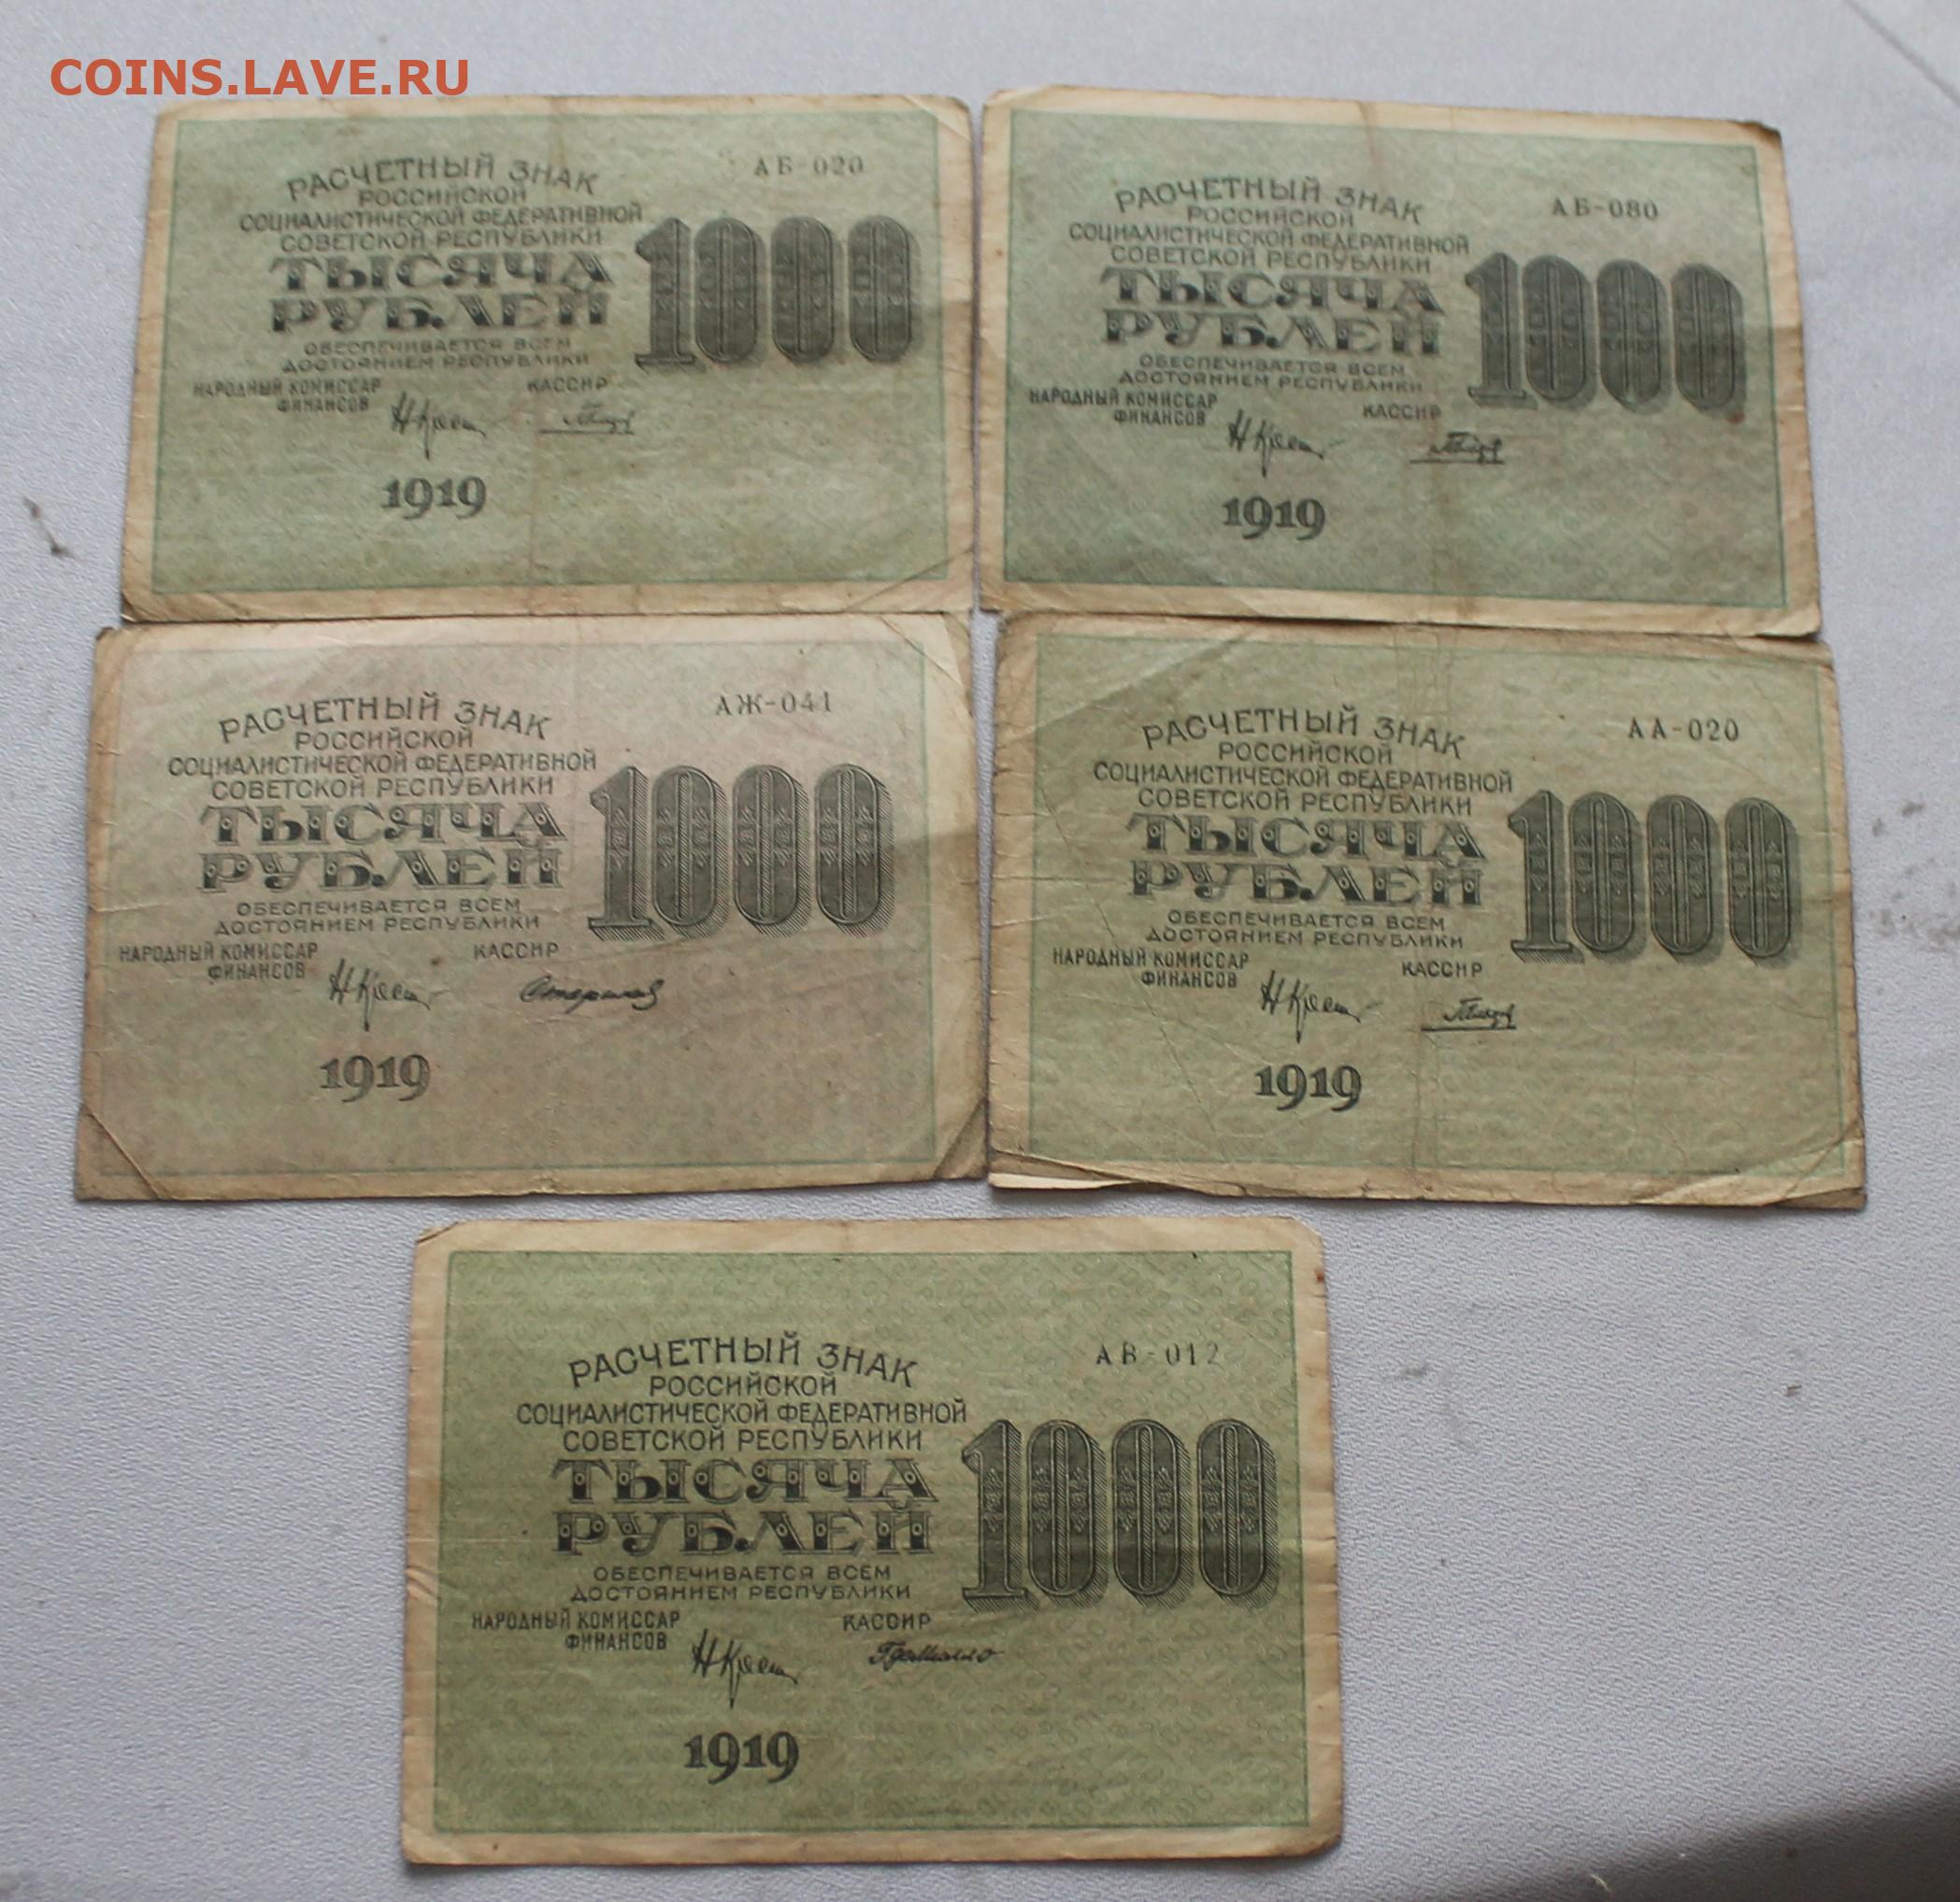 COINS.LAVE.RU
АБ-020
РАСЧЕТНЫЙ ЗНАК
РОССИЙСКОЙ
СОЦИАЛИСТИЧЕСКОЙ ФЕДЕРАТИВНОЙ
СОВЕТСКОЙ РЕСПУБЛИКИ
ТЫСЯЧА 1000
РУБЛЕЙ
ОБЕСПЕЧИВАЕТСЯ ВСЕМ
ДОСТОЯНИЕМ РЕСПУБЛИКИ
НАРОДНЫЙ КОМИССАР КАССИР
ФИНАНСОВ
1919
АБ-080
РАСЧЕТНЫЙ ЗНАК
РОССИЙСКОЙ
СОЦИАЛИСТИЧЕСКОЙ ФЕДЕРАТИВНОЙ
СОВЕТСКОЙ РЕСПУБЛИКИ
ТЫСЯЧА 1000
РУБЛЕЙ
ОБЕСПЕЧИВАЕТСЯ ВСЕМ
ДОСТОЯНИЕМ РЕСПУБЛИКИ
НАРОДНЫЙ КОМИССАР КАССИР
ФИНАНСОВ
1919
АЖ-041
РАСЧЕТНЫЙ ЗНАК
РОССИЙСКОЙ
СОЦИАЛИСТИЧЕСКОЙ ФЕДЕРАТИВНОЙ
СОВЕТСКОЙ РЕСПУБЛИКИ
ТЫСЯЧА 1000
РУБЛЕЙ
ОБЕСПЕЧИВАЕТСЯ ВСЕМ
ДОСТОЯНИЕМ РЕСПУБЛИКИ
НАРОДНЫЙ КОМИССАР КАССИР
ФИНАНСОВ
1919
АА-020
РАСЧЕТНЫЙ ЗНАК
РОССИЙСКОЙ
СОЦИАЛИСТИЧЕСКОЙ ФЕДЕРАТИВНОЙ
СОВЕТСКОЙ РЕСПУБЛИКИ
ТЫСЯЧА 1000
РУБЛЕЙ
ОБЕСПЕЧИВАЕТСЯ ВСЕМ
ДОСТОЯНИЕМ РЕСПУБЛИКИ
НАРОДНЫЙ КОМИССАР КАССИР
ФИНАНСОВ
1919
АВ-012
РАСЧЕТНЫЙ ЗНАК
РОССИЙСКОЙ
СОЦИАЛИСТИЧЕСКОЙ ФЕДЕРАТИВНОЙ
СОВЕТСКОЙ РЕСПУБЛИКИ
ТЫСЯЧА 1000
РУБЛЕЙ
ОБЕСПЕЧИВАЕТСЯ ВСЕМ
ДОСТОЯНИЕМ РЕСПУБЛИКИ
НАРОДНЫЙ КОМИССАР КАССИР
ФИНАНСОВ
1919